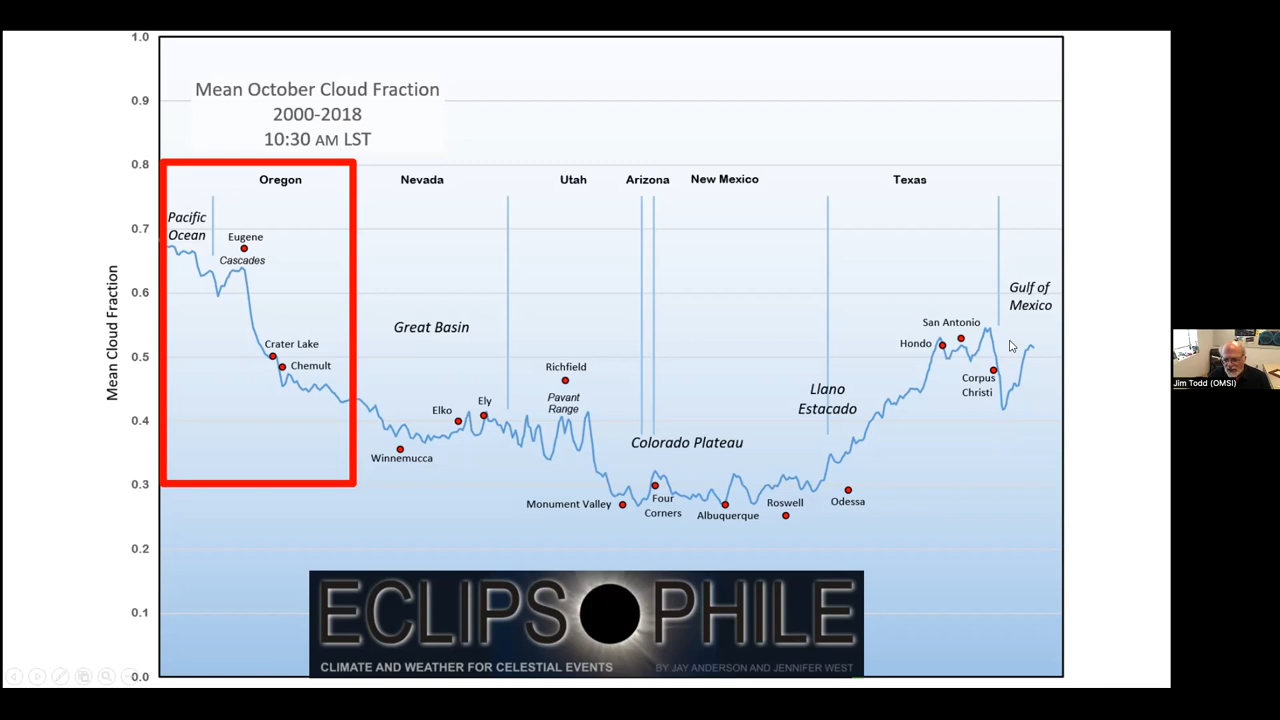 1.0
0.9
0.8
0.7
0.6
0.5
0.4
0.3
0.2
0.1
0.0
Mean Cloud Fraction
Mean October Cloud Fraction
2000-2018
10:30 AM LST
Oregon
Nevada
Utah
Arizona
New Mexico
Texas
Pacific
Ocean
Eugene
Cascades
Crater Lake
Chemult
Great Basin
Winnemucca
Elko
Ely
Richfield
Pavant
Range
Monument Valley
Colorado Plateau
Four
Corners
Albuquerque
Roswell
Llano
Estacado
Odessa
Hondo
San Antonio
Corpus
Christi
Gulf of
Mexico
ECLIPSOPHILE
CLIMATE AND WEATHER FOR CELESTIAL EVENTS
BY JAY ANDERSON AND JENNIFER WEST
Jim Todd (OMSI)